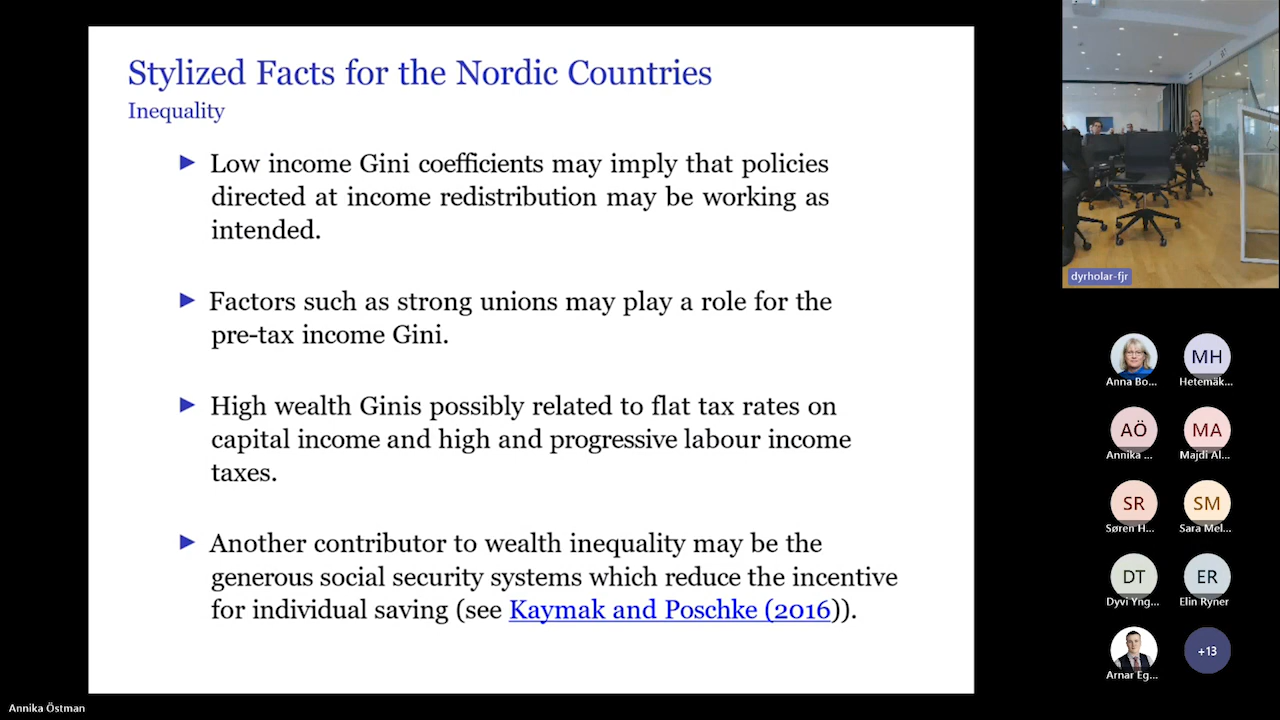 Stylized Facts for the Nordic Countries
Inequality
Low income Gini coefficients may imply that policies
directed at income redistribution may be working as
intended.
Factors such as strong unions may play a role for the
pre-tax income Gini.
High wealth Ginis possibly related to flat tax rates on
capital income and high and progressive labour income
taxes.
Another contributor to wealth inequality may be the
generous social security systems which reduce the incentive
for individual saving (see Kaymak and Poschke (2016)).
Annika Östman
dyrholar-fjr
Anna Bo...
MH
Hetemäk...
AÖ
Annika ...
MA
Majdi Al...
SR
Søren H...
SM
Sara Mel...
DT
Dyvi Yng...
ER
Elin Ryner
Arnar Eg...
+13